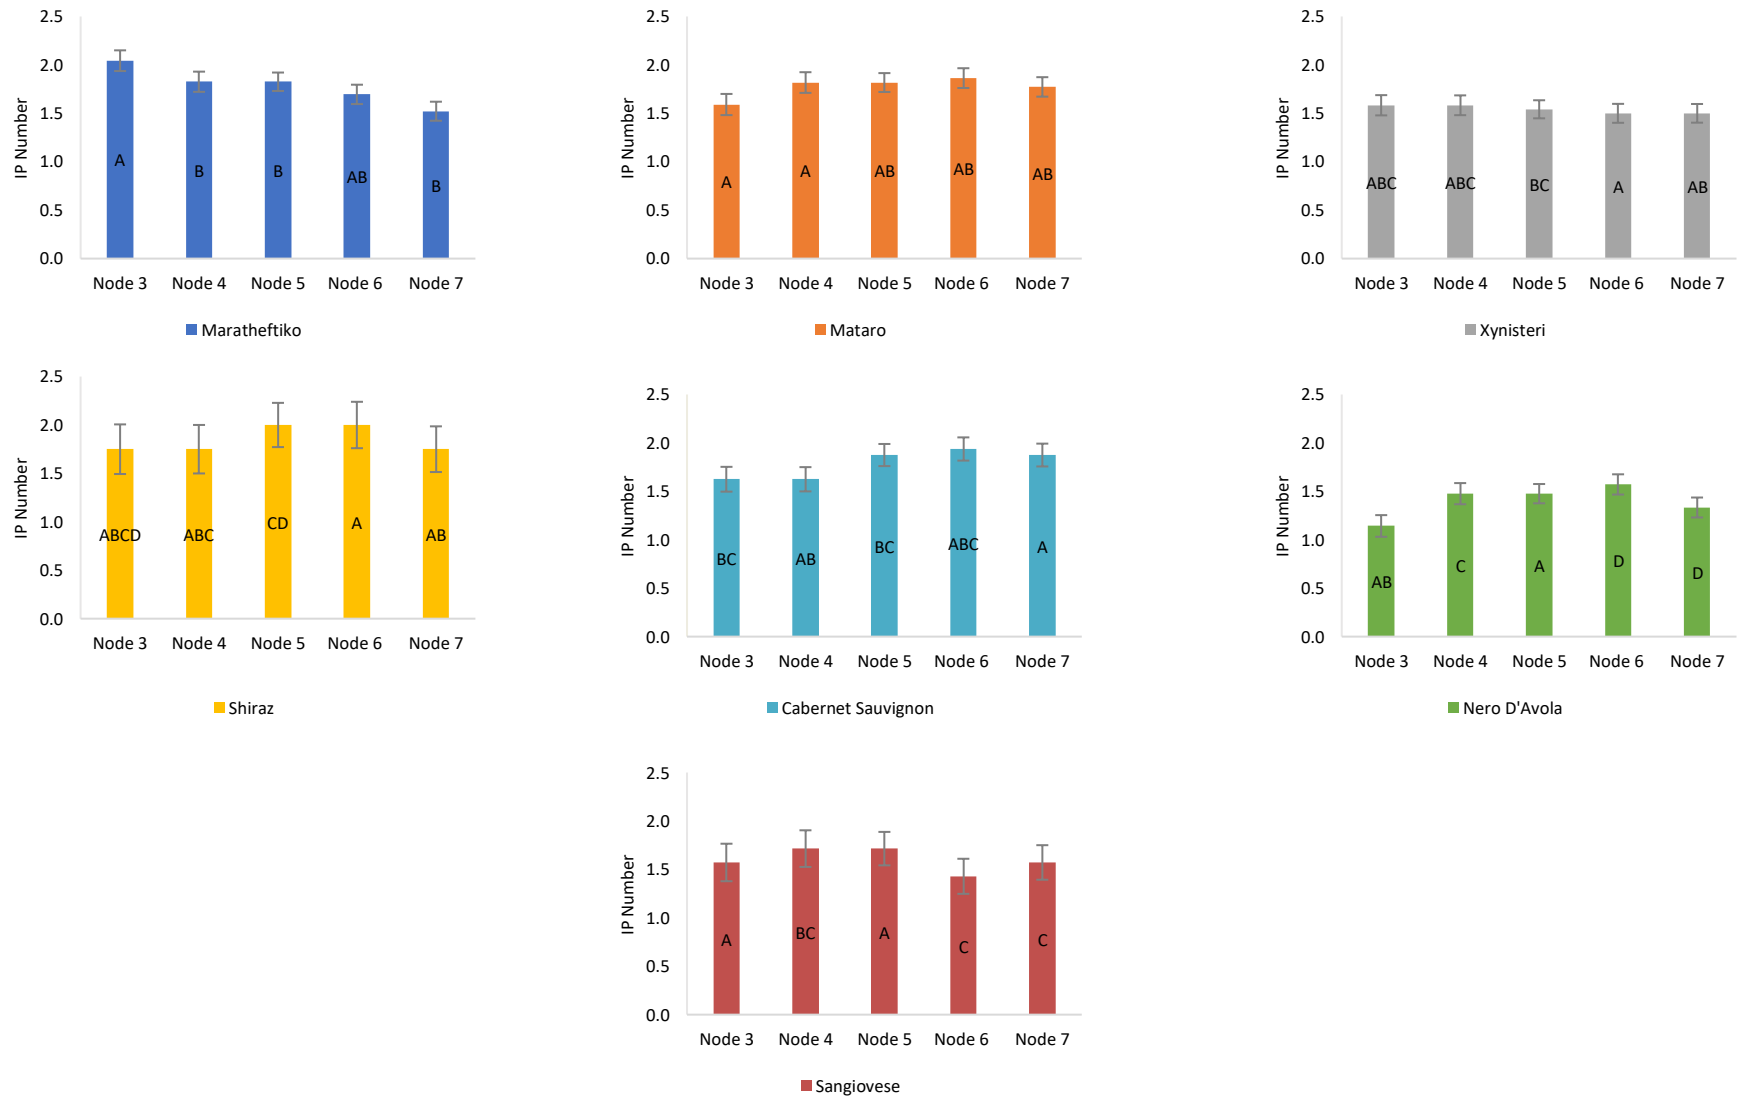 2.5
2.0
1.5
1.0
0.5
0.0
IP Number
A
B
B
AB
B
Node 3 Node 4 Node 5 Node 6 Node 7
Maratheftiko
2.5
2.0
1.5
1.0
0.5
0.0
IP Number
A
A
AB
AB
AB
Node 3 Node 4 Node 5 Node 6 Node 7
Mataro
2.5
2.0
1.5
1.0
0.5
0.0
IP Number
ABC
ABC
BC
A
AB
Node 3 Node 4 Node 5 Node 6 Node 7
Xynisteri
2.5
2.0
1.5
1.0
0.5
0.0
IP Number
ABCD
ABC
CD
A
AB
Node 3 Node 4 Node 5 Node 6 Node 7
Shiraz
2.5
2.0
1.5
1.0
0.5
0.0
IP Number
BC
AB
BC
ABC
A
Node 3 Node 4 Node 5 Node 6 Node 7
Cabernet Sauvignon
2.5
2.0
1.5
1.0
0.5
0.0
IP Number
AB
C
A
D
D
Node 3 Node 4 Node 5 Node 6 Node 7
Nero D'Avola
2.5
2.0
1.5
1.0
0.5
0.0
IP Number
A
BC
A
C
C
Node 3 Node 4 Node 5 Node 6 Node 7
Sangiovese